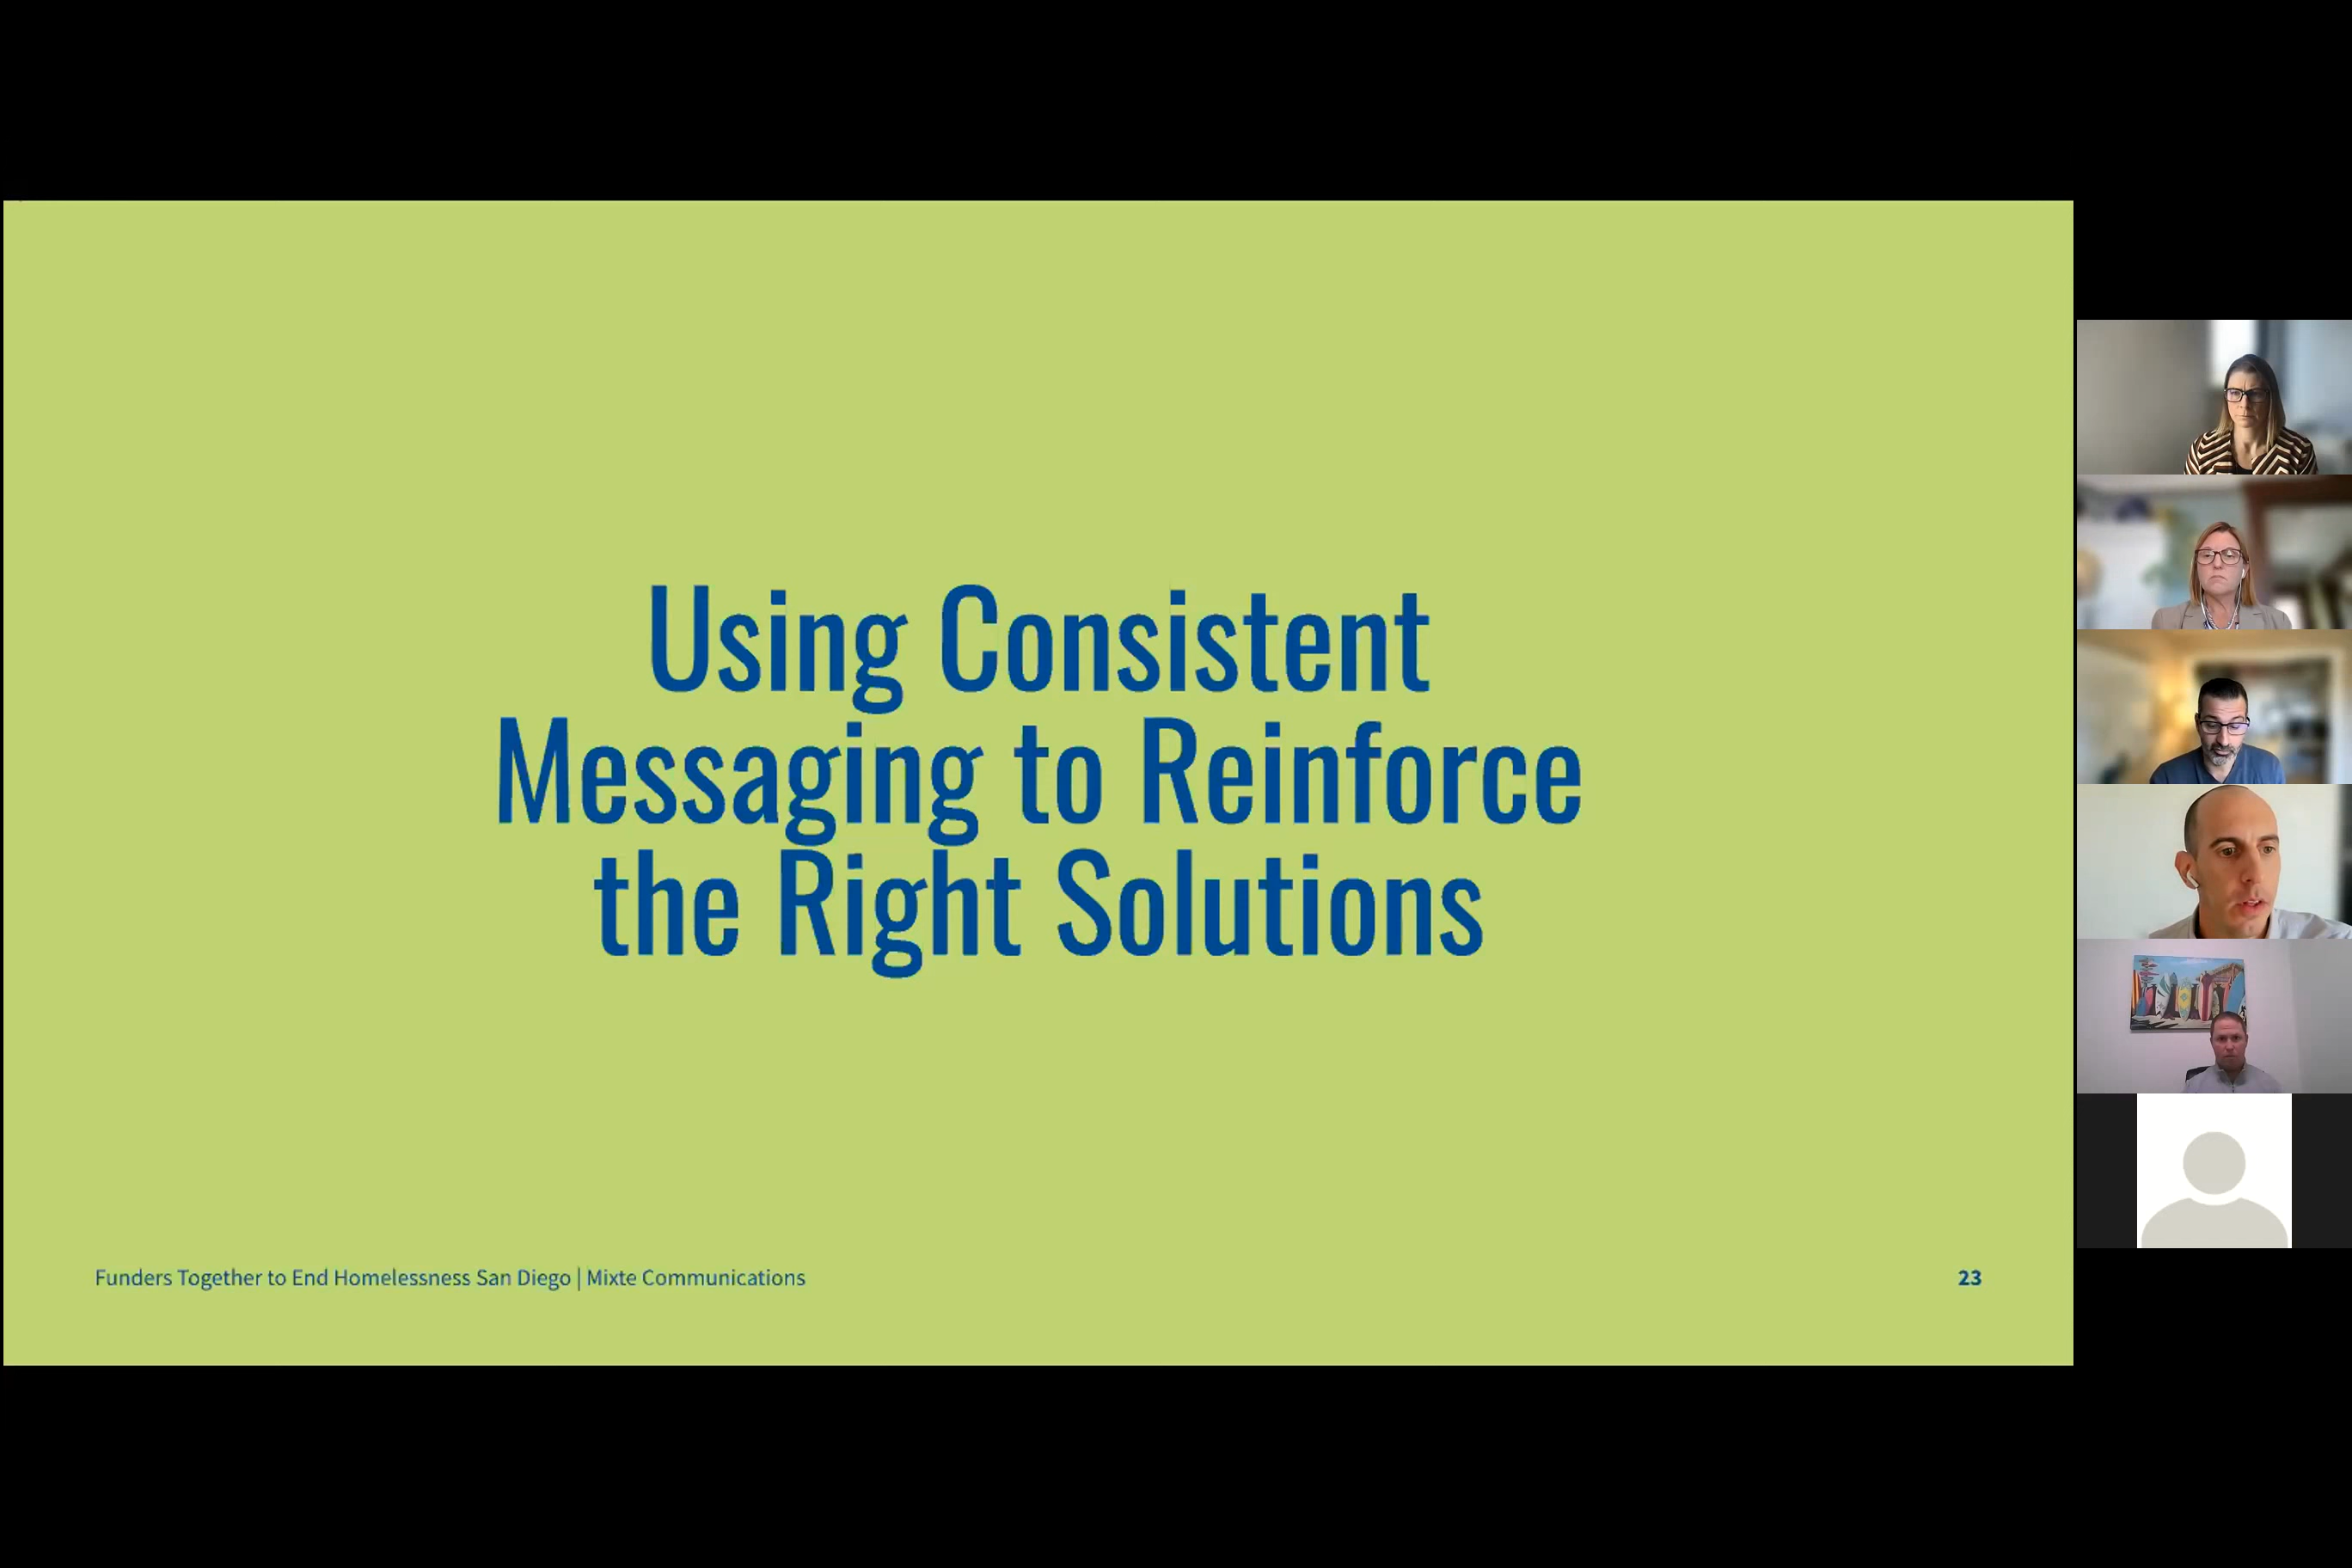 Using Consistent
Messaging to Reinforce
the Right Solutions
Funders Together to End Homelessness San Diego | Mixte Communications
23